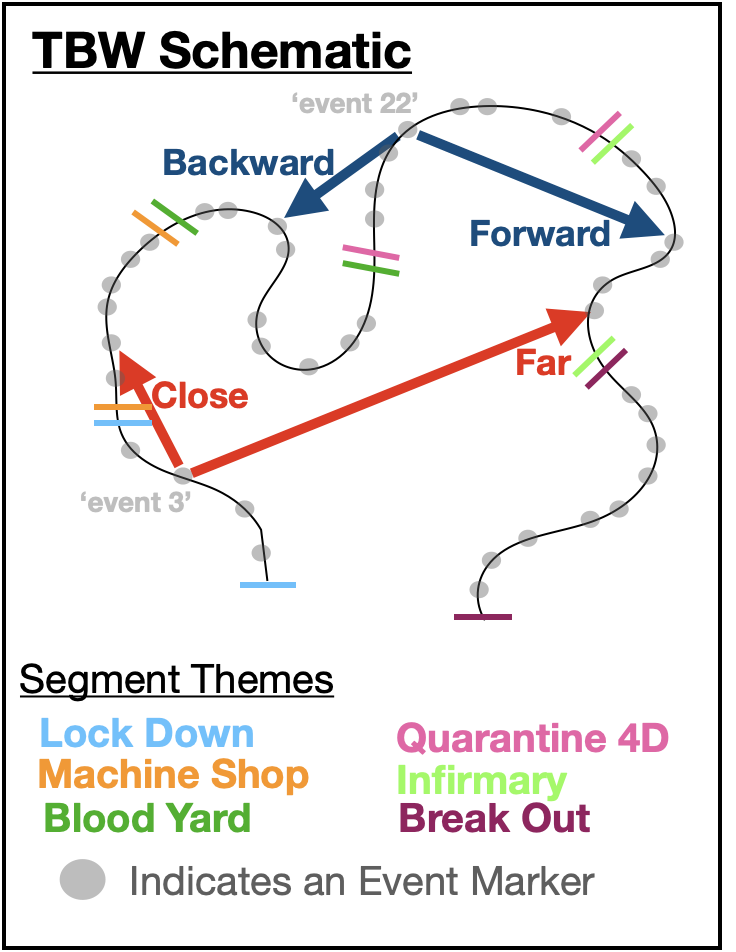 TBW Schematic
‘event 22’
Backward
Forward
Far
Close
‘event 3’
Segment Themes
Lock Down
Machine Shop
Blood Yard
Quarantine 4D
Infirmary
Break Out
Indicates an Event Marker